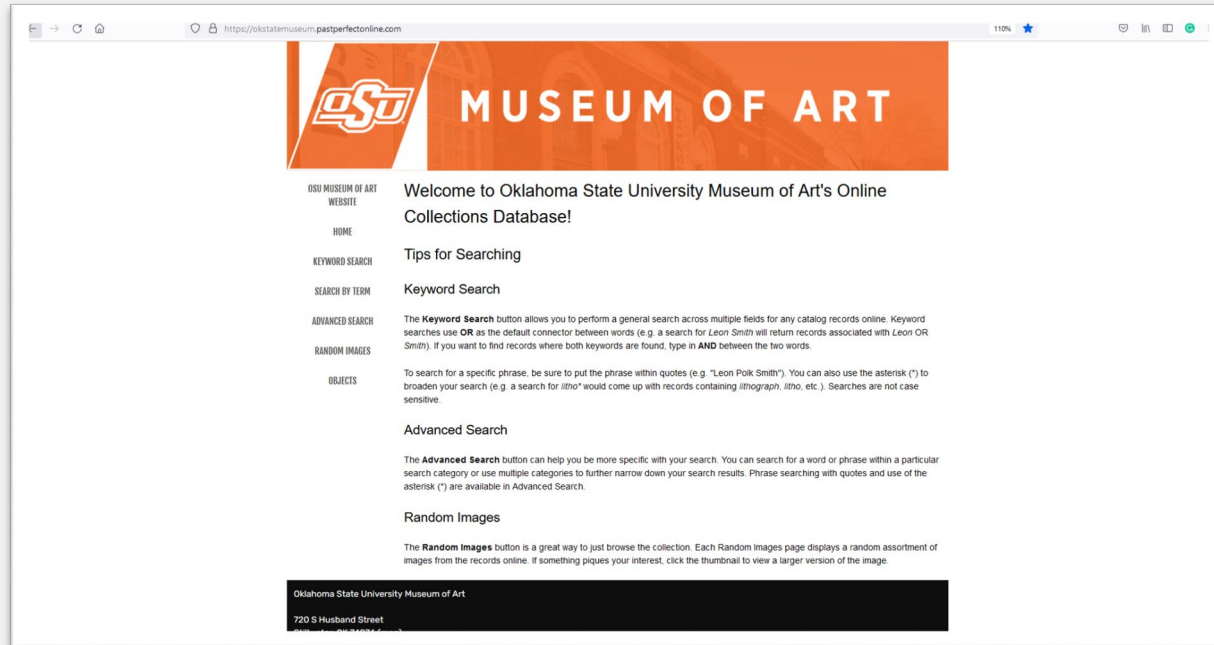 https://okstatemuseum.pastperfectonline.com
110%
OSU
MUSEUM OF ART
OSU MUSEUM OF ART
WEBSITE
HOME
KEYWORD SEARCH
SEARCH BY TERM
ADVANCED SEARCH
RANDOM IMAGES
OBJECTS
Welcome to Oklahoma State University Museum of Art's Online
Collections Database!
Tips for Searching
Keyword Search
The Keyword Search button allows you to perform a general search across multiple fields for any catalog records online. Keyword
searches use OR as the default connector between words (e.g. a search for Leon Smith will return records associated with Leon OR
Smith). If you want to find records where both keywords are found, type in AND between the two words.
To search for a specific phrase, be sure to put the phrase within quotes (e.g. "Leon Polk Smith"). You can also use the asterisk (*) to
broaden your search (e.g. a search for litho* would come up with records containing lithograph, litho, etc.). Searches are not case
sensitive.
Advanced Search
The Advanced Search button can help you be more specific with your search. You can search for a word or phrase within a particular
search category or use multiple categories to further narrow down your search results. Phrase searching with quotes and use of the
asterisk (*) are available in Advanced Search.
Random Images
The Random Images button is a great way to just browse the collection. Each Random Images page displays a random assortment of
images from the records online. If something piques your interest, click the thumbnail to view a larger version of the image.
Oklahoma State University Museum of Art
720 S Husband Street